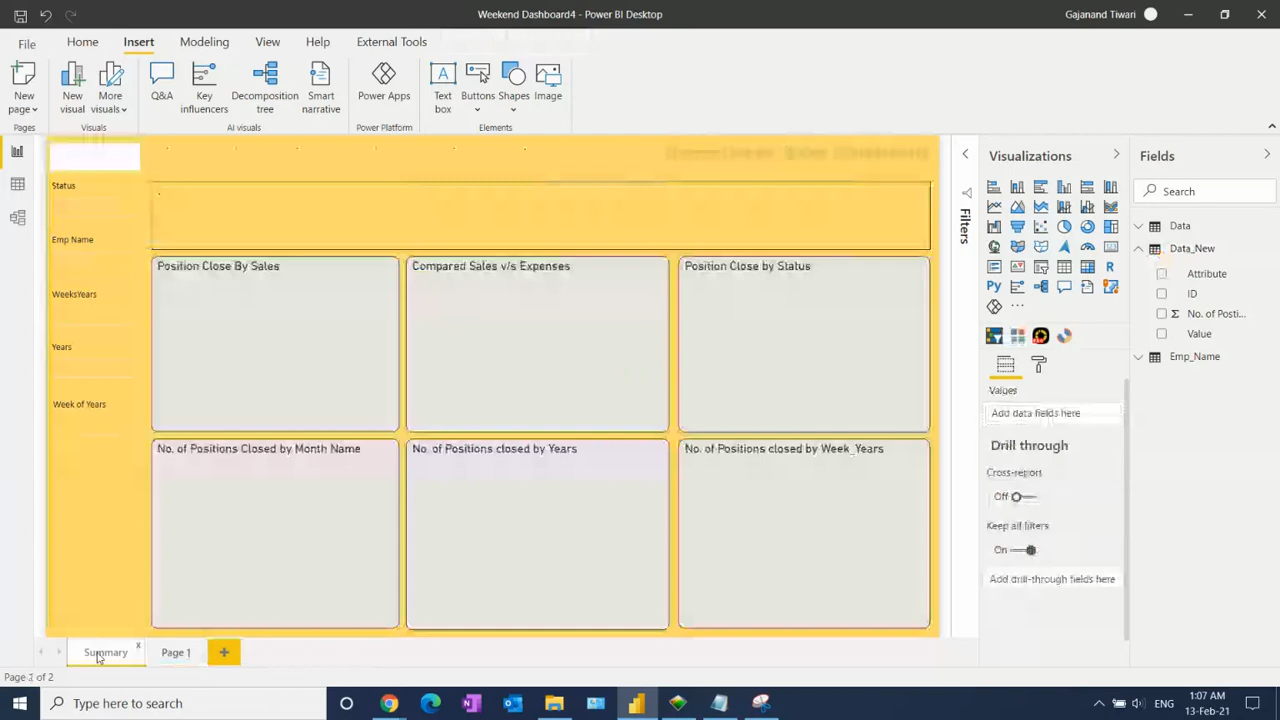 Weekend Dashboard4 - Power BI Desktop
Gajanand Tiwari
File
Home
Insert
Modeling
View
Help
External Tools
New page
New visual
More visuals
Q&A
Key influencers
Decomposition tree
Smart narrative
Power Apps
Text box
Buttons
Shapes
Image
Pages
Visuals
AI visuals
Power Platform
Elements
Status
Emp Name
WeeksYears
Years
Week of Years
Position Close By Sales
Compared Sales v/s Expenses
Position Close by Status
No. of Positions Closed by Month Name
No. of Positions closed by Years
No. of Positions closed by Week_Years
Filters
Visualizations
R
Py
Values
Add data fields here
Drill through
Cross-report
Off
Keep all filters
On
Add drill-through fields here
Fields
Search
Data
Data_New
Attribute
ID
Σ No. of Posti...
Value
Emp_Name
Summary
x
Page 1
+
Page 2 of 2
Type here to search
ENG
1:07 AM
13-Feb-21